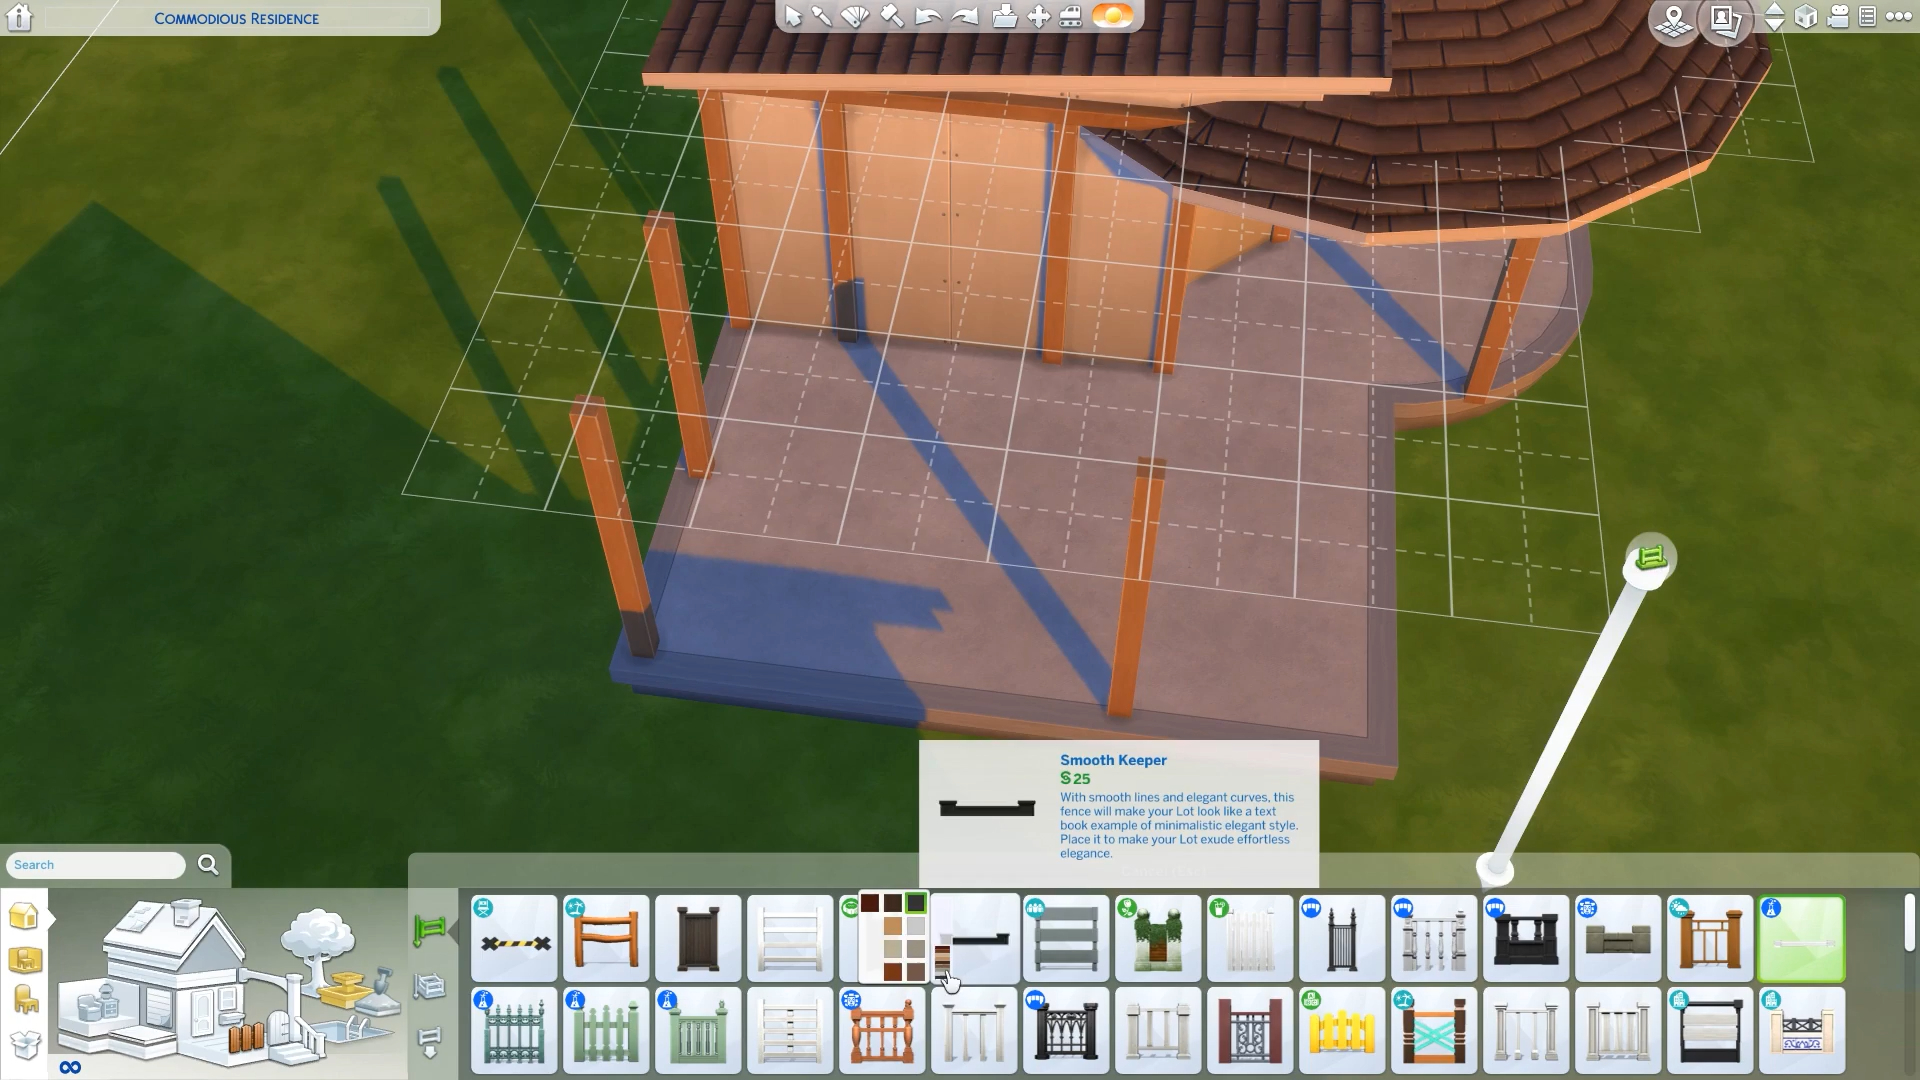 Commodious Residence
Smooth Keeper
§25
With smooth lines and elegant curves, this
fence will make your Lot look like a text
book example of minimalistic elegant style.
Place it to make your Lot exude effortless
elegance.
Search